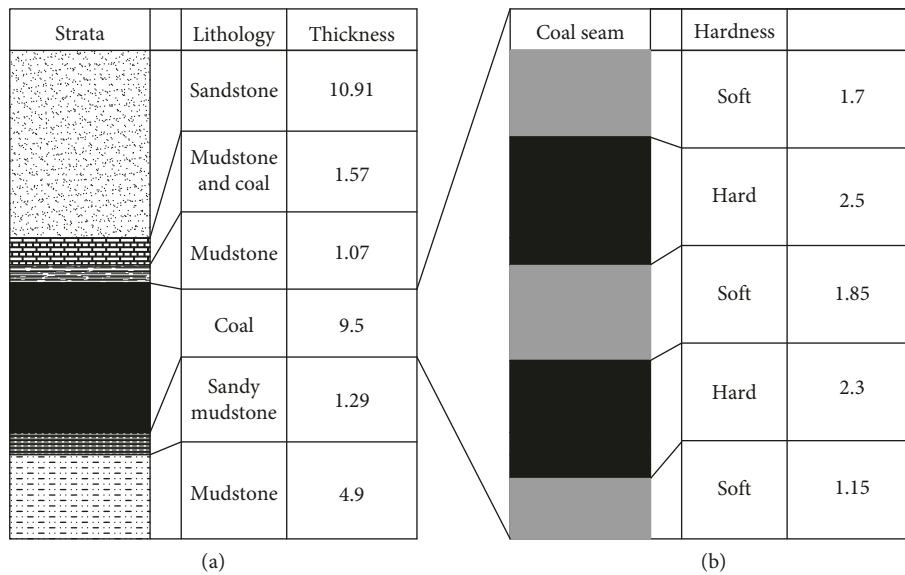 Strata Lithology Thickness
Sandstone 10.91
Mudstone
and coal 1.57
Mudstone 1.07
Coal 9.5
Sandy
mudstone 1.29
Mudstone 4.9
(a)
Coal seam Hardness
Soft 1.7
Hard 2.5
Soft 1.85
Hard 2.3
Soft 1.15
(b)